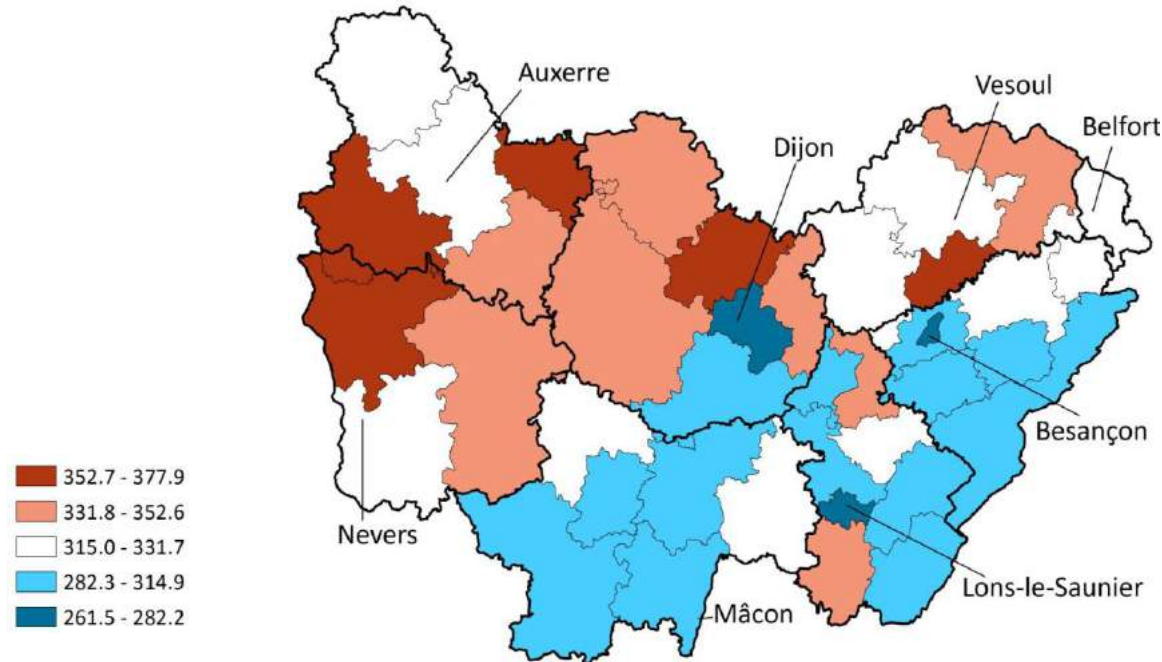 Auxerre
Vesoul
Belfort
Dijon
Besançon
352.7 - 377.9
331.8 - 352.6
315.0 - 331.7
282.3 - 314.9
261.5 - 282.2
Nevers
Lons-le-Saunier
Mâcon